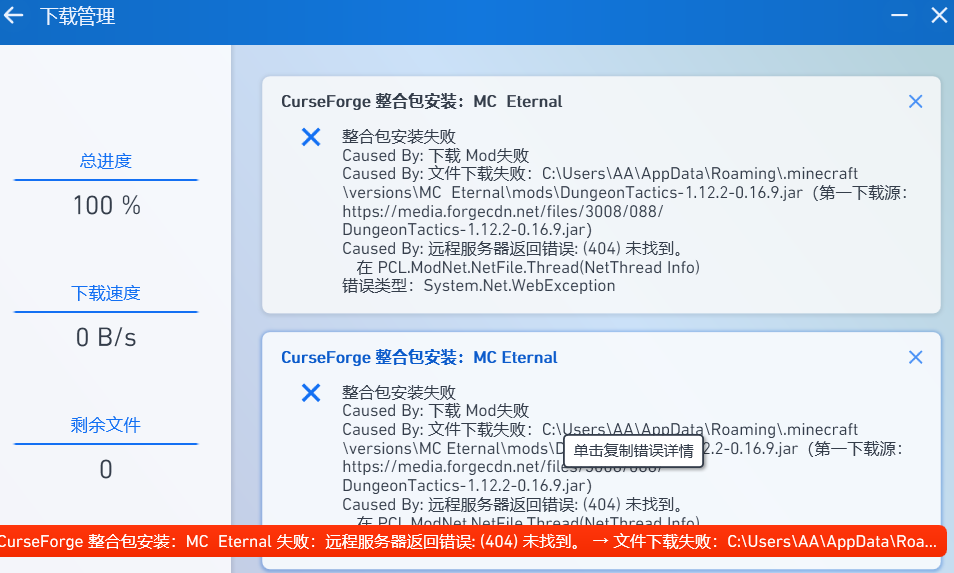 下载管理
总进度
100 %
下载速度
0 B/s
剩余文件
0
CurseForge 整合包安装：MC  Eternal
整合包安装失败
Caused By: 下载 Mod失败
Caused By: 文件下载失败：C:\Users\AA\AppData\Roaming\.minecraft
\versions\MC  Eternal\mods\DungeonTactics-1.12.2-0.16.9.jar（第一下载源：
https://media.forgecdn.net/files/3008/088/
DungeonTactics-1.12.2-0.16.9.jar）
Caused By: 远程服务器返回错误: (404) 未找到。
在 PCL.ModNet.NetFile.Thread(NetThread Info)
错误类型：System.Net.WebException
CurseForge 整合包安装：MC Eternal
整合包安装失败
Caused By: 下载 Mod失败
Caused By: 文件下载失败：C:\Users\AA\AppData\Roaming\.minecraft
\versions\MC Eternal\mods\D 2.2-0.16.9.jar（第一下载源：
单击复制错误详情
https://media.forgecdn.net/files/3008/088/
DungeonTactics-1.12.2-0.16.9.jar）
Caused By: 远程服务器返回错误: (404) 未找到。
在 PCL.ModNet.NetFile.Thread(NetThread Info)
CurseForge 整合包安装：MC  Eternal 失败：远程服务器返回错误: (404) 未找到。 → 文件下载失败：C:\Users\AA\AppData\Roa...